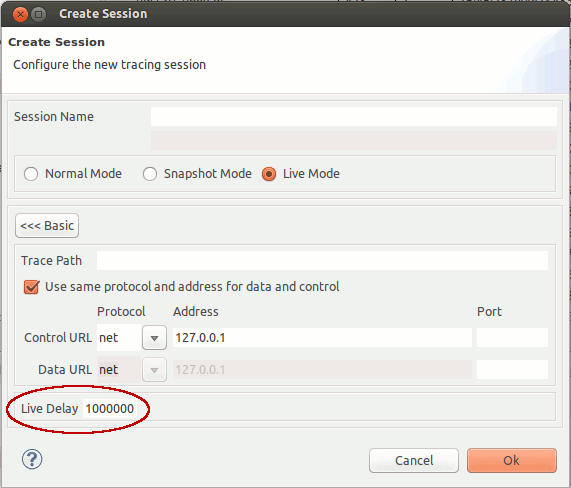 Create Session
Create Session
Configure the new tracing session
Session Name
Normal Mode Snapshot Mode Live Mode
<<< Basic
Trace Path
Use same protocol and address for data and control
Protocol Address Port
Control URL net 127.0.0.1
Data URL net 127.0.0.1
Live Delay 1000000
? Cancel Ok